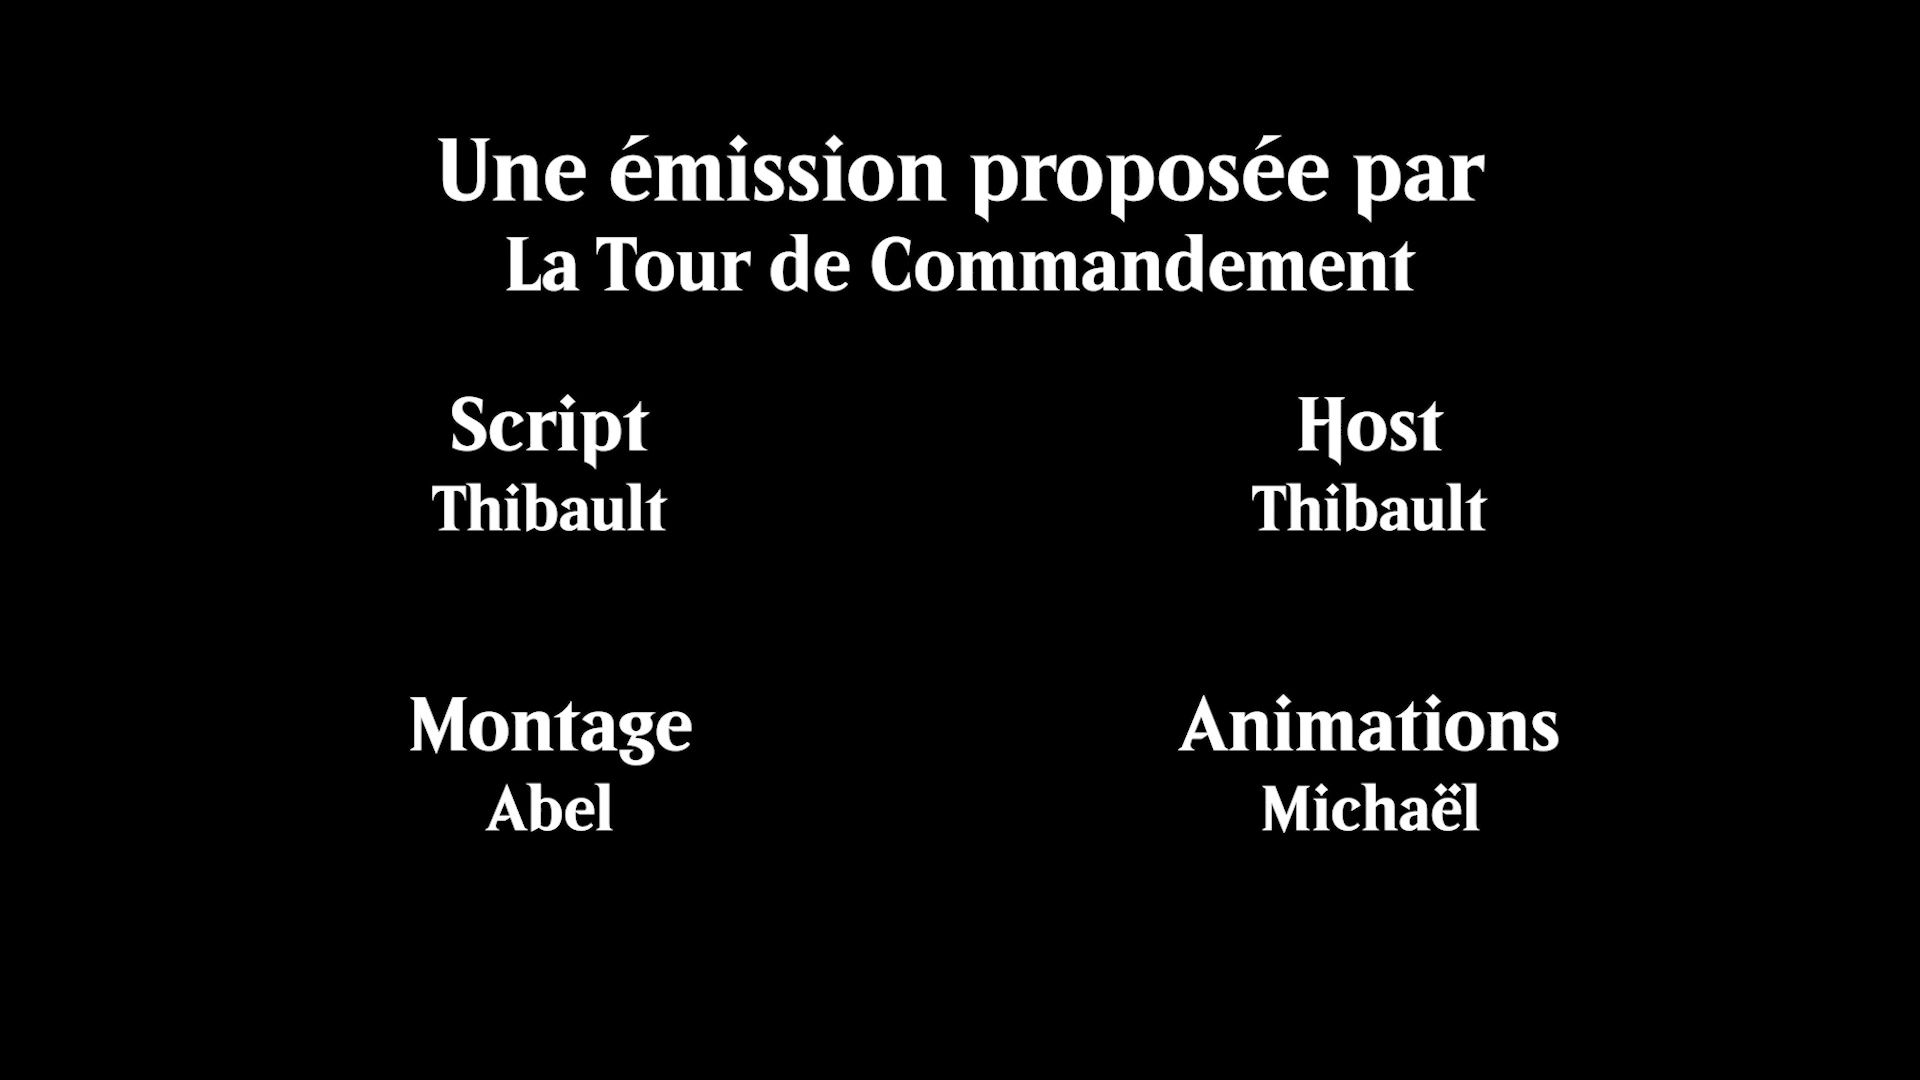 Une émission proposée par
La Tour de Commandement
Script
Thibault
Host
Thibault
Montage
Abel
Animations
Michaël